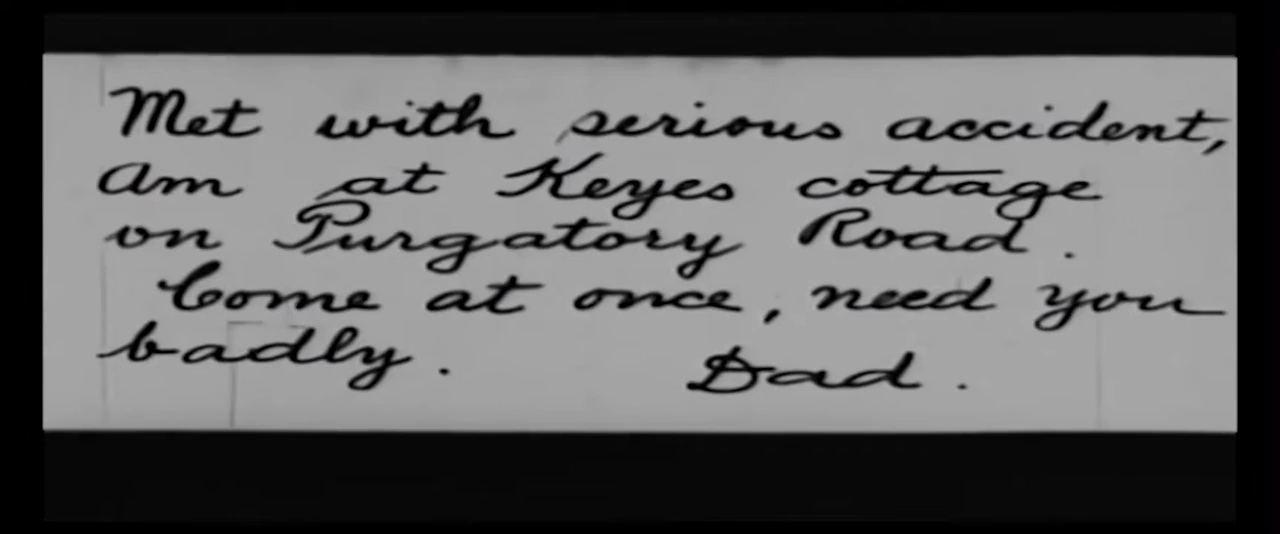 Met with serious accident,
am at Keyes cottage
on Purgatory Road.
Come at once, need you
badly. Dad.